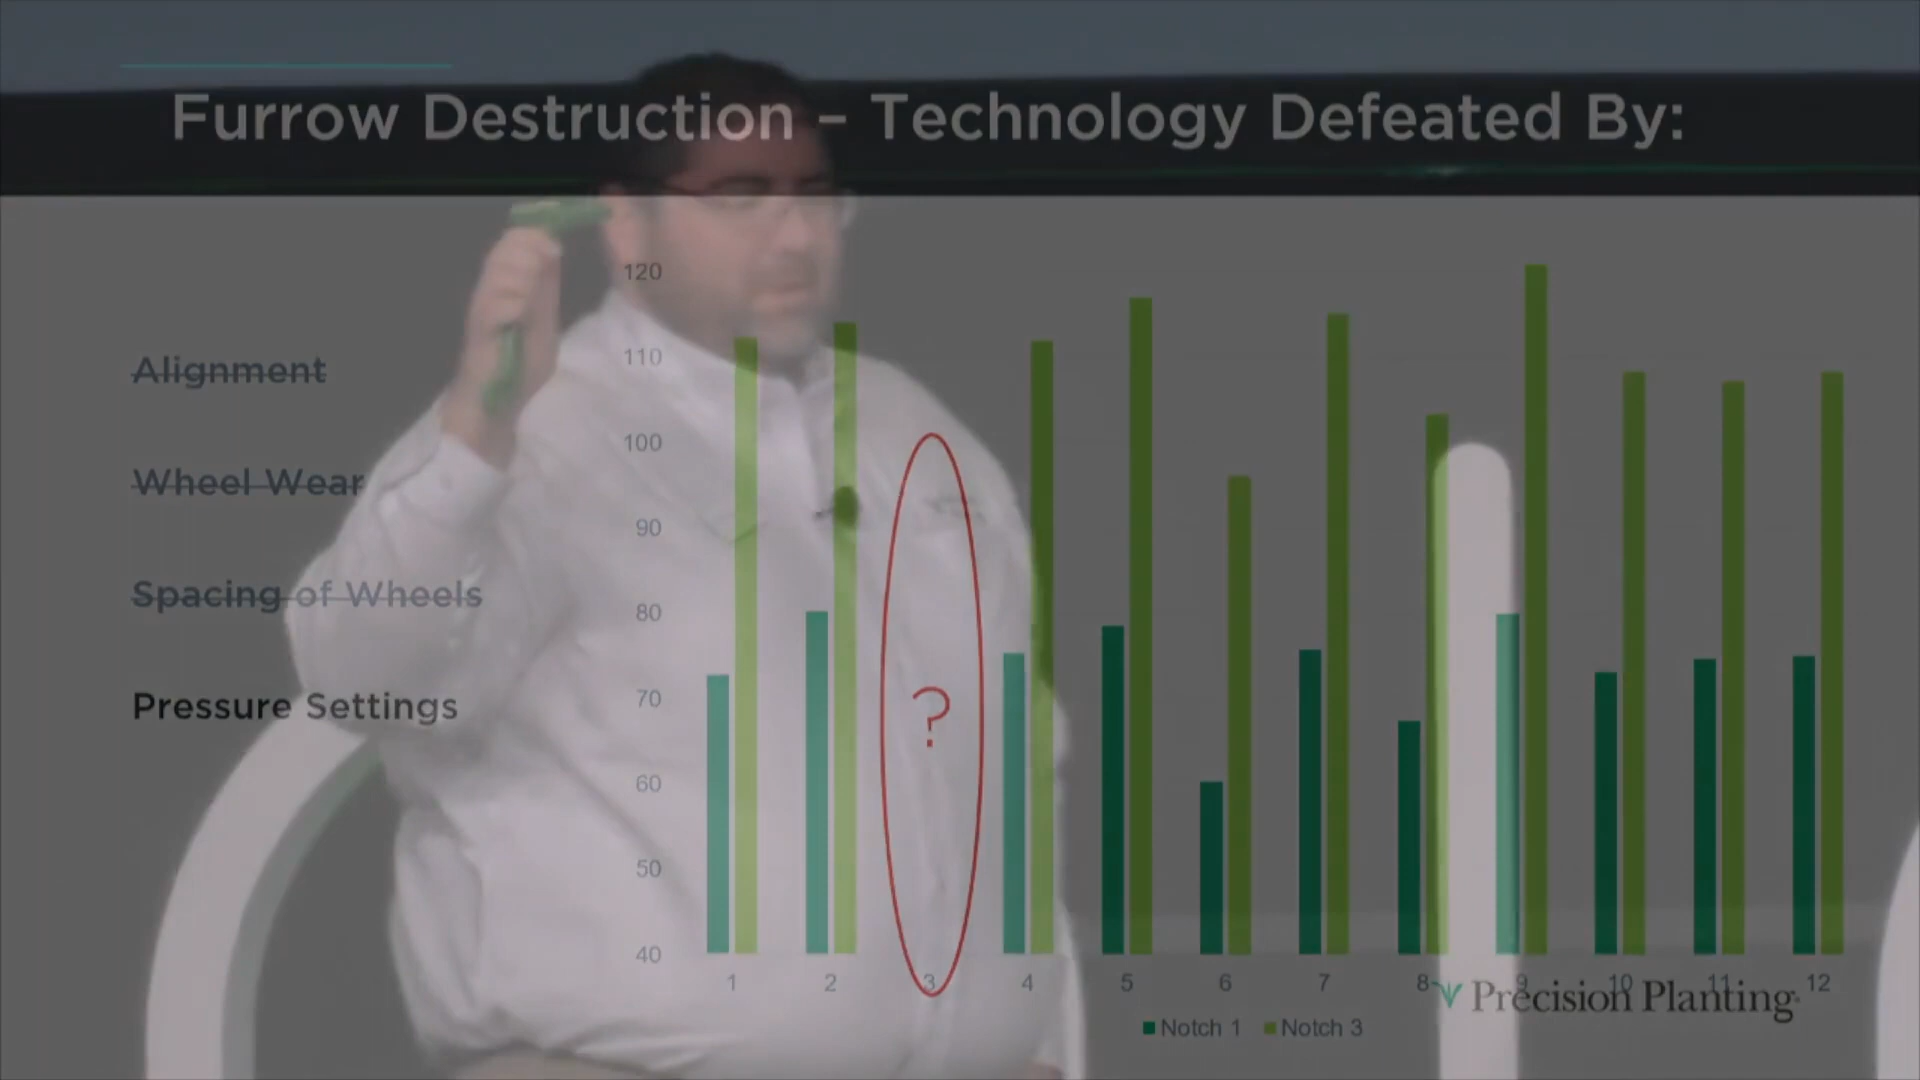 Furrow Destruction – Technology Defeated By:
Alignment
Wheel Wear
Spacing of Wheels
Pressure Settings
120
110
100
90
80
70
60
50
40
?
1 2 3 4 5 6 7 8 9 10 11 12
Precision Planting
Notch 1 Notch 3